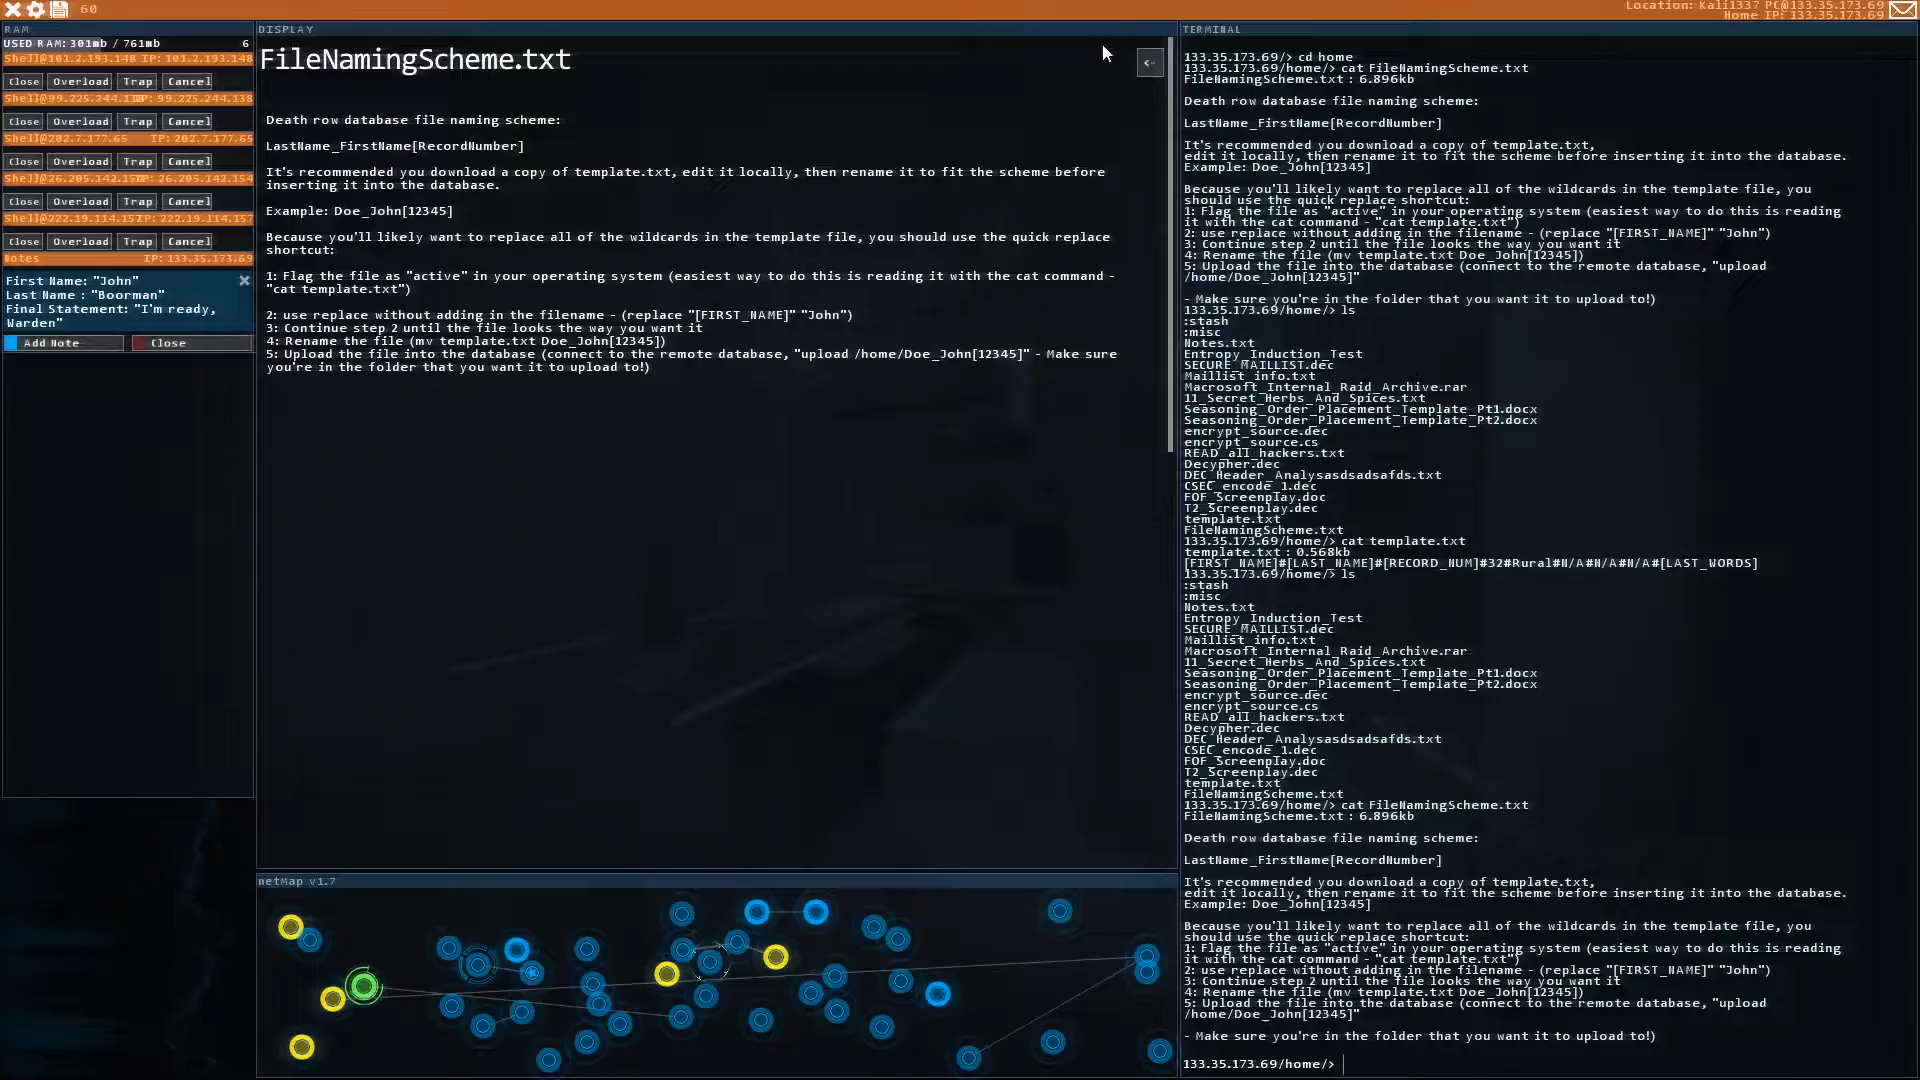 60
Location: Kali1337 PC@133.35.173.69
Home IP: 133.35.173.69
RAM
USED RAM: 301mb / 761mb 6
Shell@101.2.193.148 IP: 101.2.193.148
Close Overload Trap Cancel
Shell@99.225.244.138 IP: 99.225.244.138
Close Overload Trap Cancel
Shell@202.7.177.65 IP: 202.7.177.65
Close Overload Trap Cancel
Shell@26.205.142.154 IP: 26.205.142.154
Close Overload Trap Cancel
Shell@222.19.114.157 IP: 222.19.114.157
Close Overload Trap Cancel
Notes IP: 133.35.173.69
First Name: "John"
Last Name : "Boorman"
Final Statement: "I'm ready,
Warden"
Add Note Close
DISPLAY
FileNamingScheme.txt
<-
Death row database file naming scheme:
LastName_FirstName[RecordNumber]
It's recommended you download a copy of template.txt, edit it locally, then rename it to fit the scheme before
inserting it into the database.
Example: Doe_John[12345]
Because you'll likely want to replace all of the wildcards in the template file, you should use the quick replace
shortcut:
1: Flag the file as "active" in your operating system (easiest way to do this is reading it with the cat command -
"cat template.txt")
2: use replace without adding in the filename - (replace "[FIRST_NAME]" "John")
3: Continue step 2 until the file looks the way you want it
4: Rename the file (mv template.txt Doe_John[12345])
5: Upload the file into the database (connect to the remote database, "upload /home/Doe_John[12345]" - Make sure
you're in the folder that you want it to upload to!)
netMap v1.7
TERMINAL
133.35.173.69/> cd home
133.35.173.69/home/> cat FileNamingScheme.txt
FileNamingScheme.txt : 6.896kb
Death row database file naming scheme:
LastName_FirstName[RecordNumber]
It's recommended you download a copy of template.txt,
edit it locally, then rename it to fit the scheme before inserting it into the database.
Example: Doe_John[12345]
Because you'll likely want to replace all of the wildcards in the template file, you
should use the quick replace shortcut:
1: Flag the file as "active" in your operating system (easiest way to do this is reading
it with the cat command - "cat template.txt")
2: use replace without adding in the filename - (replace "[FIRST_NAME]" "John")
3: Continue step 2 until the file looks the way you want it
4: Rename the file (mv template.txt Doe_John[12345])
5: Upload the file into the database (connect to the remote database, "upload
/home/Doe_John[12345]"
- Make sure you're in the folder that you want it to upload to!)
133.35.173.69/home/> ls
:stash
:misc
Notes.txt
Entropy_Induction_Test
SECURE_MAILLIST.dec
Maillist_info.txt
Macrosoft_Internal_Raid_Archive.rar
11_Secret_Herbs_And_Spices.txt
Seasoning_Order_Placement_Template_Pt1.docx
Seasoning_Order_Placement_Template_Pt2.docx
encrypt_source.dec
encrypt_source.cs
READ_all_hackers.txt
Decypher.dec
DEC_Header_Analysasdsadsafds.txt
CSEC_encode_1.dec
FOF_Screenplay.doc
T2_Screenplay.dec
template.txt
FileNamingScheme.txt
133.35.173.69/home/> cat template.txt
template.txt : 0.568kb
[FIRST_NAME]#[LAST_NAME]#[RECORD_NUM]#32#Rural#N/A#N/A#N/A#[LAST_WORDS]
133.35.173.69/home/> ls
:stash
:misc
Notes.txt
Entropy_Induction_Test
SECURE_MAILLIST.dec
Maillist_info.txt
Macrosoft_Internal_Raid_Archive.rar
11_Secret_Herbs_And_Spices.txt
Seasoning_Order_Placement_Template_Pt1.docx
Seasoning_Order_Placement_Template_Pt2.docx
encrypt_source.dec
encrypt_source.cs
READ_all_hackers.txt
Decypher.dec
DEC_Header_Analysasdsadsafds.txt
CSEC_encode_1.dec
FOF_Screenplay.doc
T2_Screenplay.dec
template.txt
FileNamingScheme.txt
133.35.173.69/home/> cat FileNamingScheme.txt
FileNamingScheme.txt : 6.896kb
Death row database file naming scheme:
LastName_FirstName[RecordNumber]
It's recommended you download a copy of template.txt,
edit it locally, then rename it to fit the scheme before inserting it into the database.
Example: Doe_John[12345]
Because you'll likely want to replace all of the wildcards in the template file, you
should use the quick replace shortcut:
1: Flag the file as "active" in your operating system (easiest way to do this is reading
it with the cat command - "cat template.txt")
2: use replace without adding in the filename - (replace "[FIRST_NAME]" "John")
3: Continue step 2 until the file looks the way you want it
4: Rename the file (mv template.txt Doe_John[12345])
5: Upload the file into the database (connect to the remote database, "upload
/home/Doe_John[12345]"
- Make sure you're in the folder that you want it to upload to!)
133.35.173.69/home/>